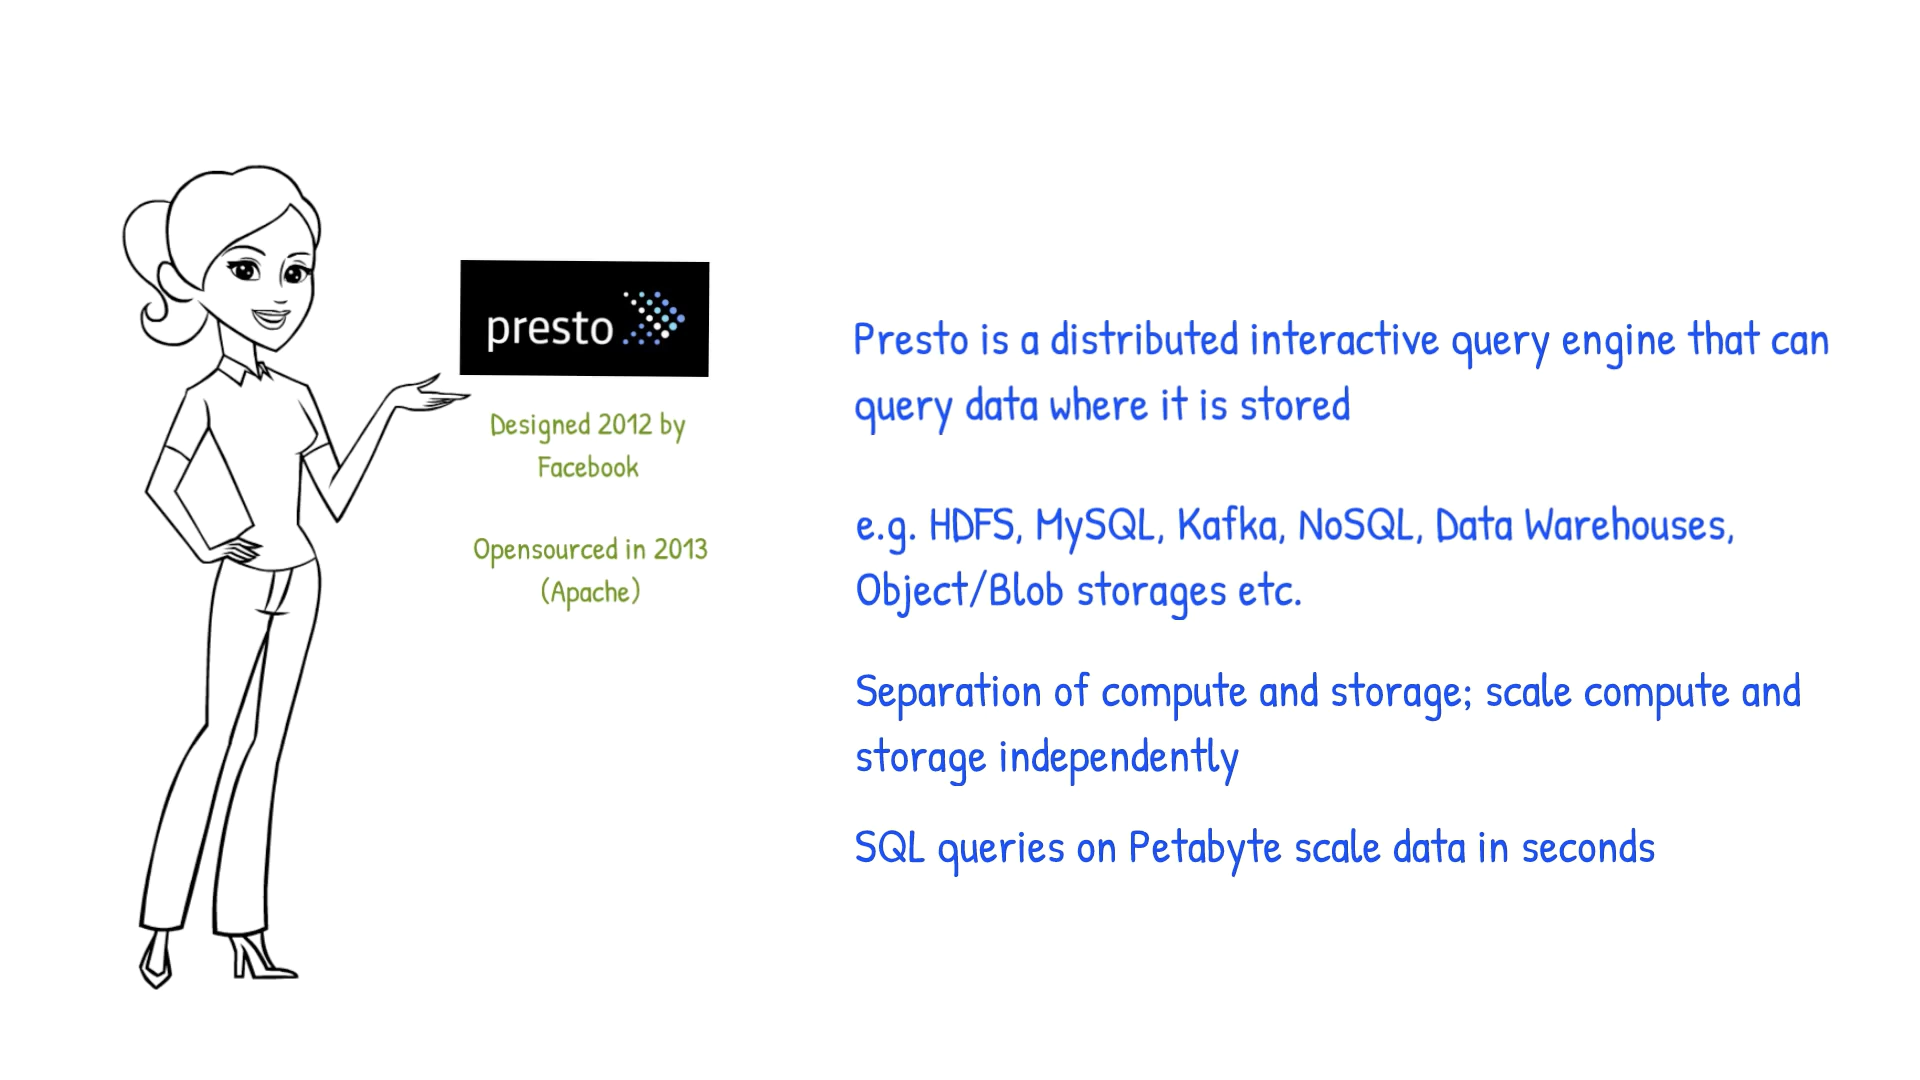 presto
Designed 2012 by
Facebook
Opensourced in 2013
(Apache)
Presto is a distributed interactive query engine that can
query data where it is stored
e.g. HDFS, MySQL, Kafka, NoSQL, Data Warehouses,
Object/Blob storages etc.
Separation of compute and storage; scale compute and
storage independently
SQL queries on Petabyte scale data in seconds